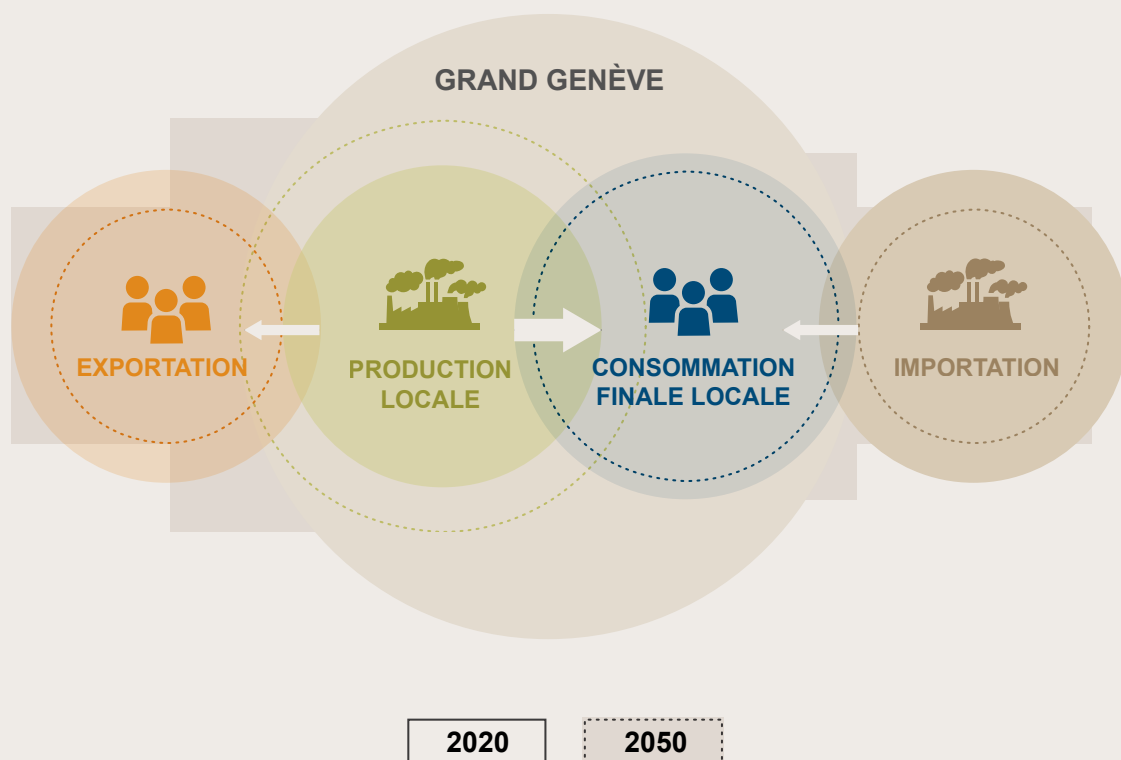 GRAND GENÈVE
EXPORTATION
PRODUCTION
LOCALE
CONSOMMATION
FINALE LOCALE
IMPORTATION
2020
2050